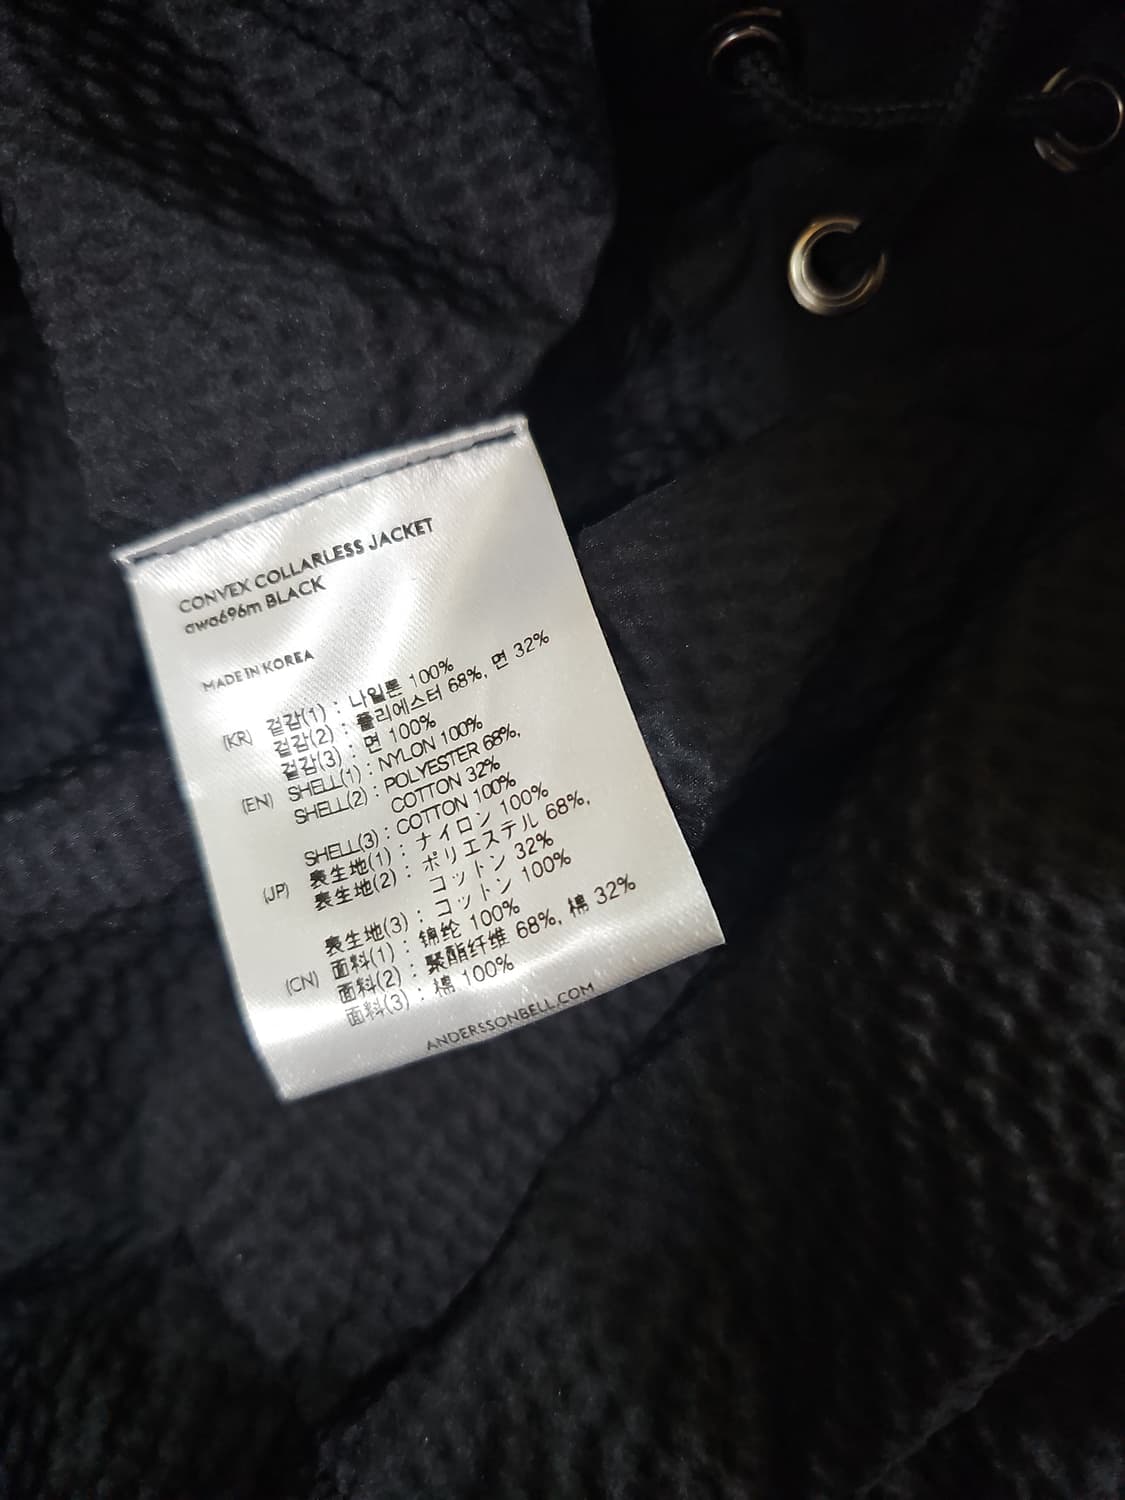 CONVEX COLLARLESS JACKET
awa696m BLACK
MADE IN KOREA
(KR) 겉감(1) : 나일론 100%
겉감(2) : 폴리에스터 68%, 면 32%
겉감(3) : 면 100%
(EN) SHELL(1) : NYLON 100%
SHELL(2) : POLYESTER 68%,
COTTON 32%
SHELL(3) : COTTON 100%
(JP) 表生地(1) : ナイロン 100%
表生地(2) : ポリエステル 68%,
コットン 32%
表生地(3) : コットン 100%
(CN) 面料(1) : 锦纶 100%
面料(2) : 聚酯纤维 68%, 棉 32%
面料(3) : 棉 100%
ANDERSSONBELL.COM